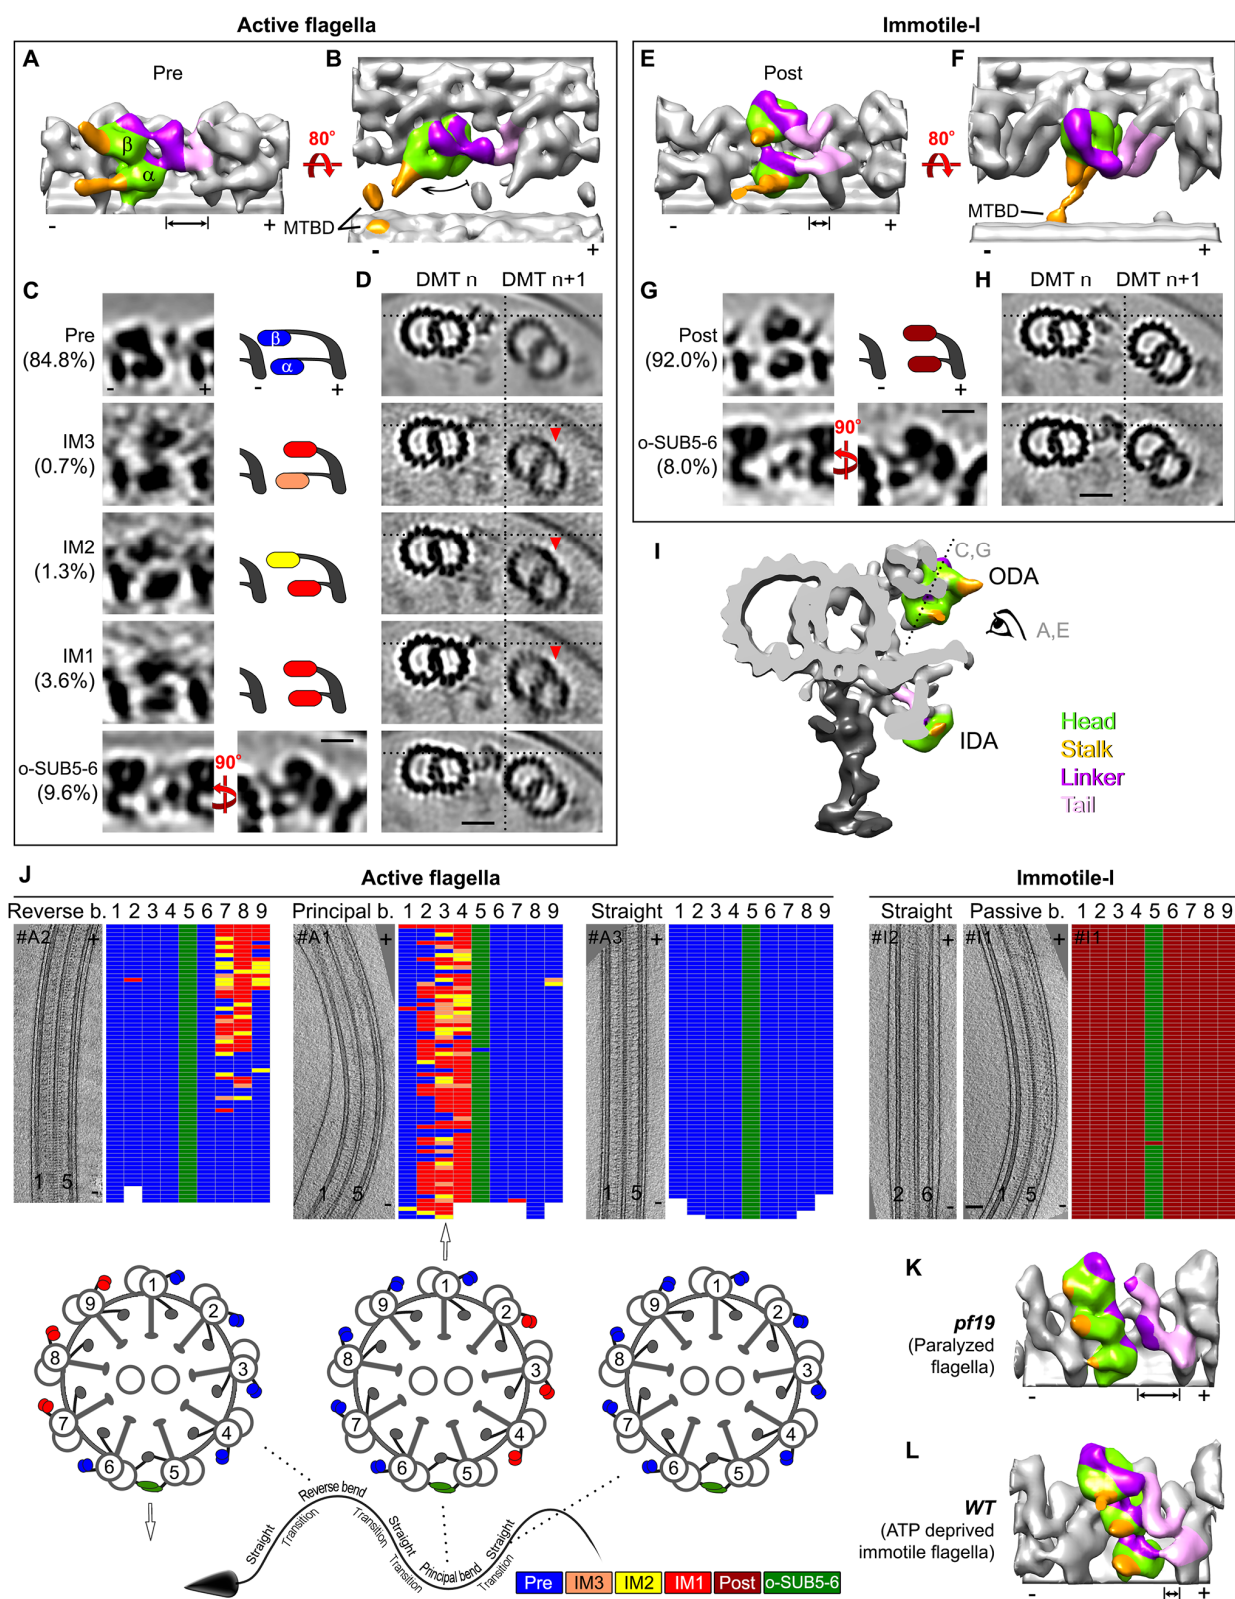 Active flagella
Immotile-I
A
Pre
B
β
α
80°
MTBD
-
+
-
+
E
Post
F
80°
MTBD
-
+
-
+
C
D
DMT n
DMT n+1
Pre
(84.8%)
-
+
β
α
-
+
IM3
(0.7%)
IM2
(1.3%)
IM1
(3.6%)
o-SUB5-6
(9.6%)
90°
G
H
DMT n
DMT n+1
Post
(92.0%)
-
+
o-SUB5-6
(8.0%)
90°
I
C,G
ODA
A,E
IDA
Head
Stalk
Linker
Tail
J
Active flagella
Immotile-I
Reverse b. 1 2 3 4 5 6 7 8 9
Principal b. 1 2 3 4 5 6 7 8 9
Straight 1 2 3 4 5 6 7 8 9
Straight Passive b. 1 2 3 4 5 6 7 8 9
#A2 +
1 5 -
#A1 +
1 5 -
#A3 +
1 5 -
#I2 +
2 6 -
#I1 +
1 5 -
#I1
1 2 3 4 5 6 7 8 9
1 2 3 4 5 6 7 8 9
1 2 3 4 5 6 7 8 9
Straight
Transition
Reverse bend
Transition
Straight
Transition
Principal bend
Transition
Straight
Pre IM3 IM2 IM1 Post o-SUB5-6
K
pf19
(Paralyzed
flagella)
-
+
L
WT
(ATP deprived
immotile flagella)
-
+